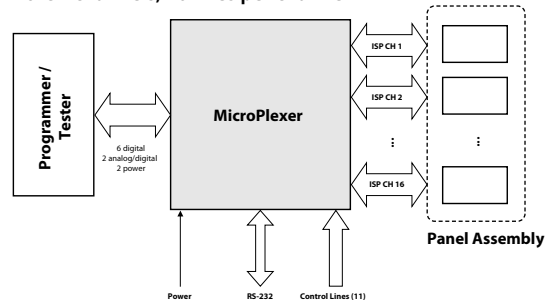 Programmer /
Tester
6 digital
2 analog/digital
2 power
MicroPlexer
ISP CH 1
ISP CH 2
...
ISP CH 16
...
Panel Assembly
Power
RS-232
Control Lines (11)